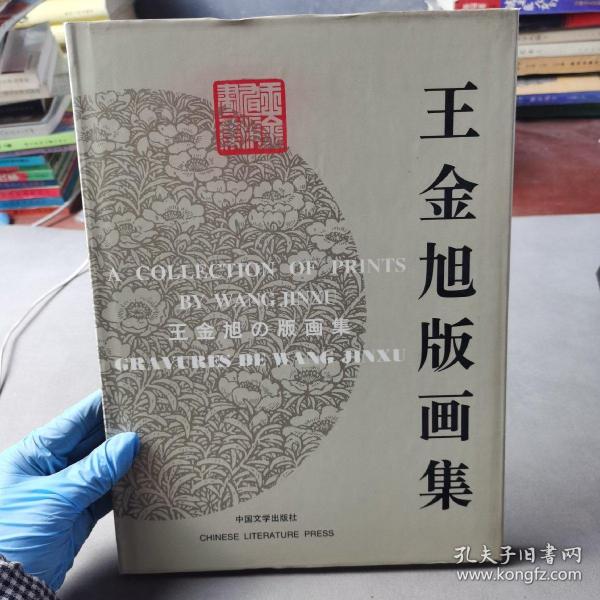 王金旭版画集
A COLLECTION OF PRINTS
BY WANG JINXU
王金旭の版画集
GRAVURES DE WANG JINXU
中国文学出版社
CHINESE LITERATURE PRESS
孔夫子旧书网
www.kongfz.com